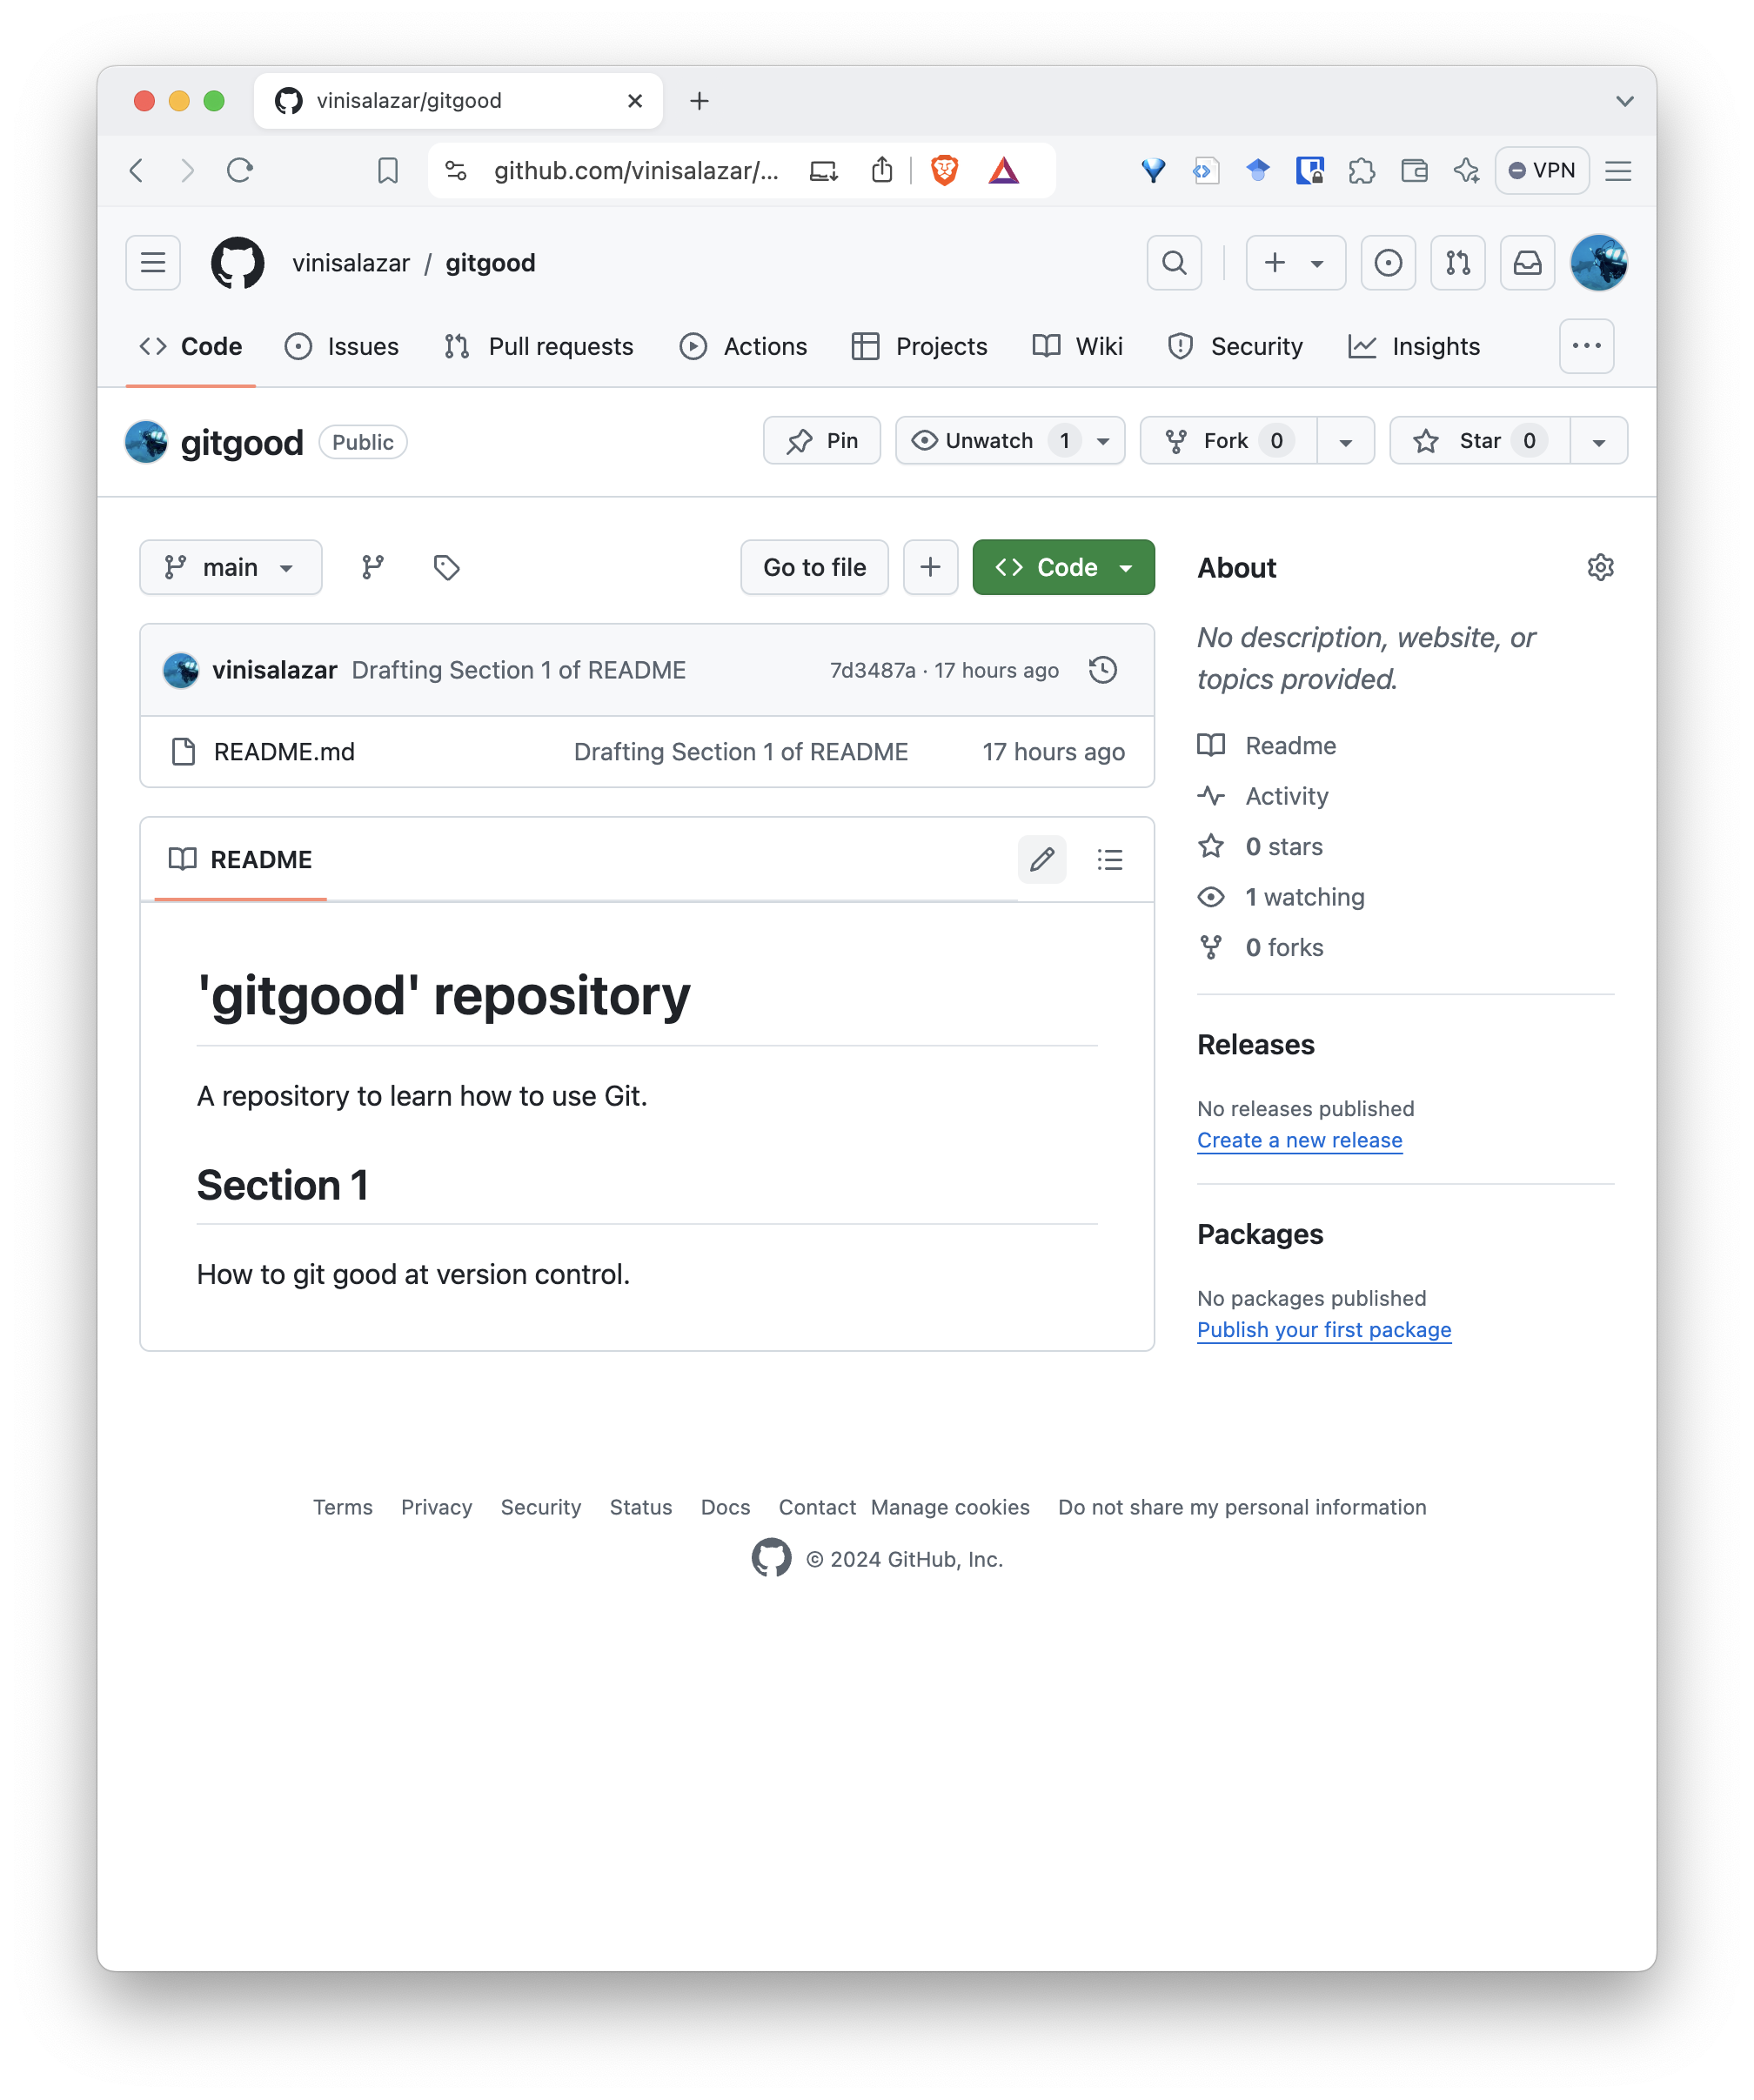 vinisalazar/gitgood
github.com/vinisalazar/...
VPN
vinisalazar / gitgood
Code Issues Pull requests Actions Projects Wiki Security Insights
gitgood Public
Pin Unwatch 1 Fork 0 Star 0
main Go to file Code
vinisalazar Drafting Section 1 of README 7d3487a · 17 hours ago
README.md Drafting Section 1 of README 17 hours ago
README
'gitgood' repository
A repository to learn how to use Git.
Section 1
How to git good at version control.
About
No description, website, or
topics provided.
Readme
Activity
0 stars
1 watching
0 forks
Releases
No releases published
Create a new release
Packages
No packages published
Publish your first package
Terms Privacy Security Status Docs Contact Manage cookies Do not share my personal information
© 2024 GitHub, Inc.